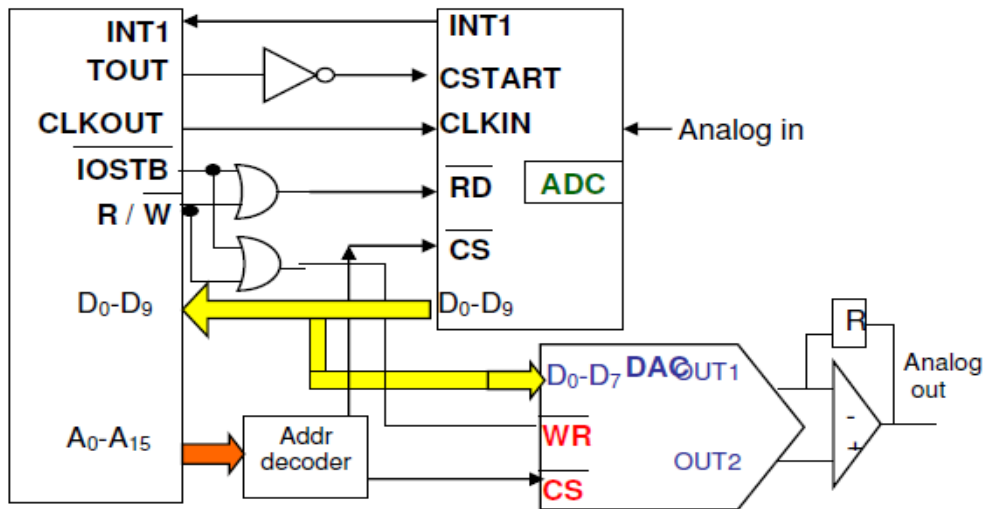 INT1
TOUT
CLKOUT
IOSTB
R / W
D₀-D₉
A₀-A₁₅
INT1
CSTART
CLKIN
RD
ADC
CS
D₀-D₉
Analog in
Addr
decoder
D₀-D₇ DAC OUT1
WR
OUT2
CS
R
-
+
Analog
out